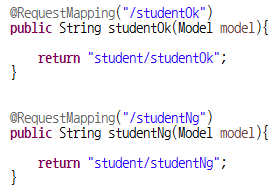 @RequestMapping("/studentOk")
public String studentOk(Model model){
return "student/studentOk";
}
@RequestMapping("/studentNg")
public String studentNg(Model model){
return "student/studentNg";
}